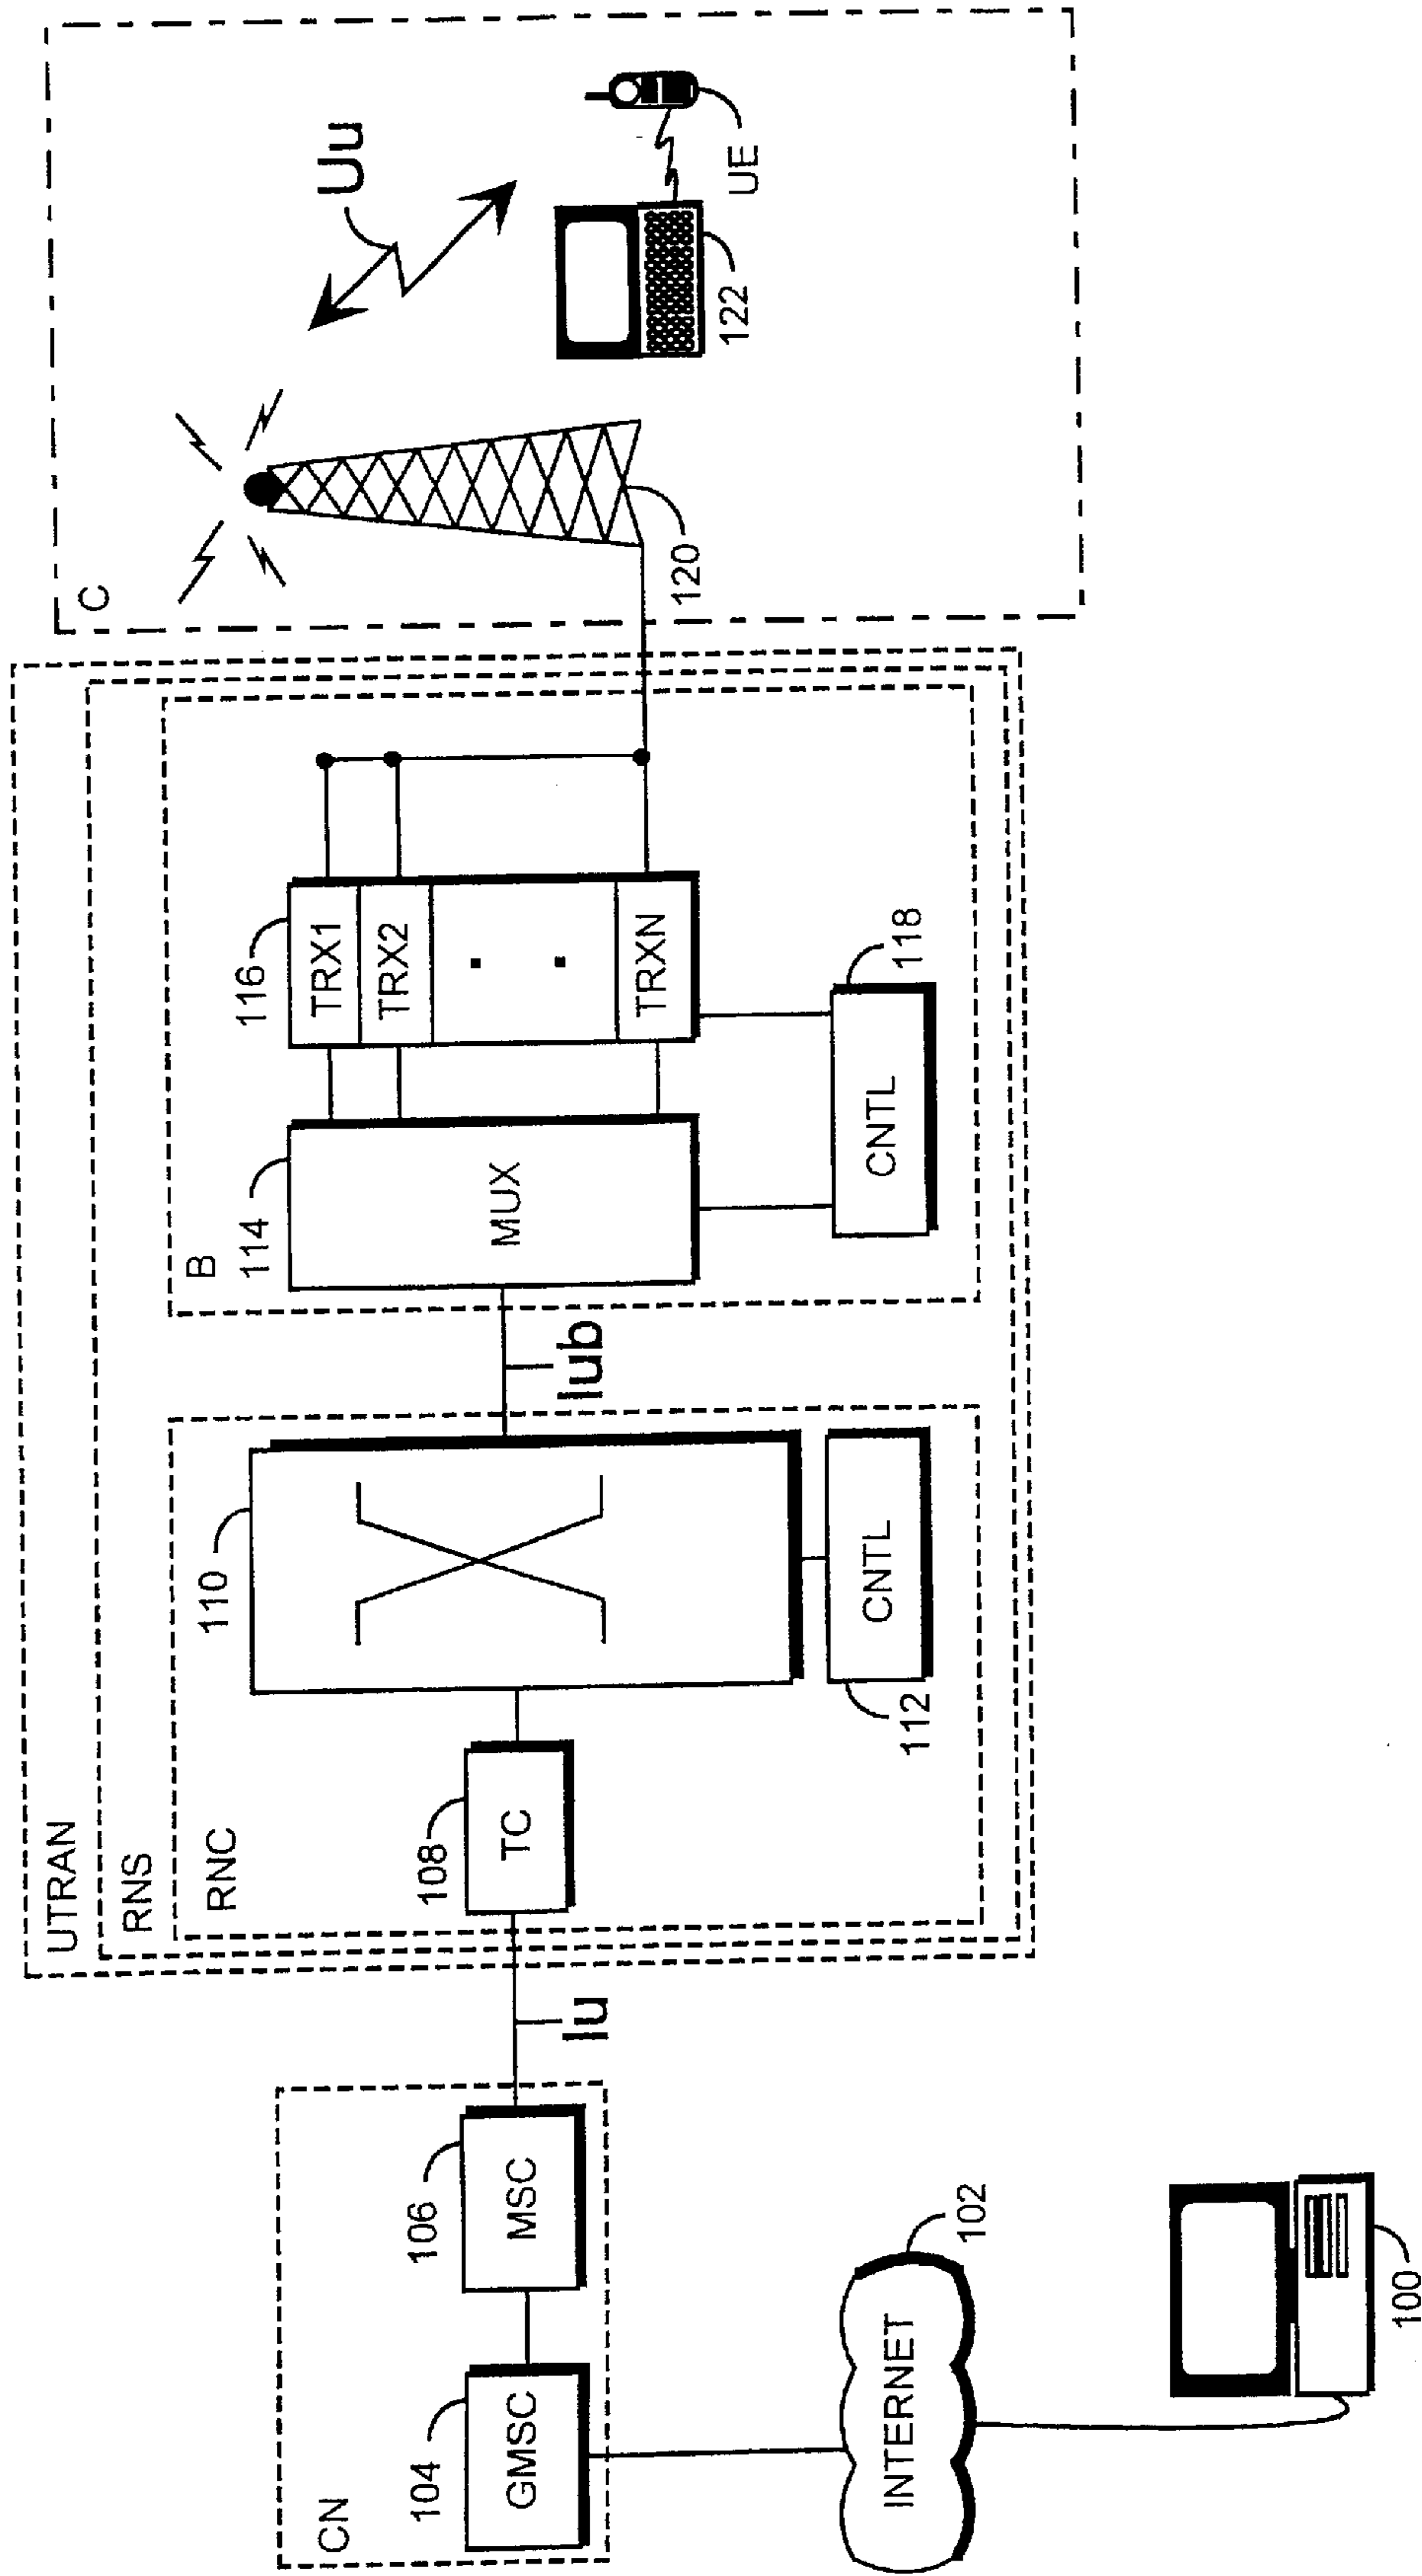 UTRAN
RNS
RNC
B
C
CN
104
GMSC
106
MSC
Iu
108
TC
110
112
CNTL
Iub
114
MUX
116
TRX1
TRX2
TRXN
118
CNTL
120
Uu
122
UE
INTERNET
102
100